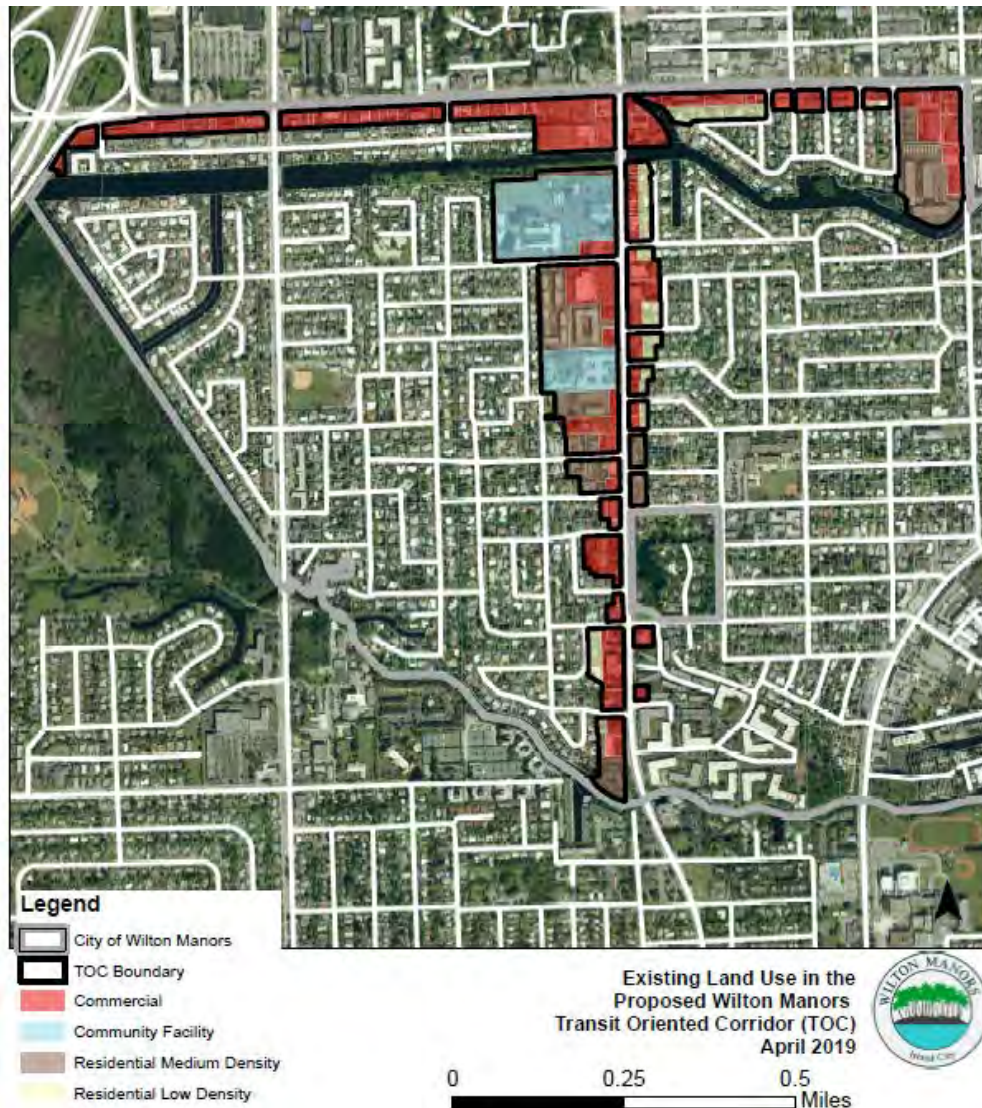 Legend
City of Wilton Manors
TOC Boundary
Commercial
Community Facility
Residential Medium Density
Residential Low Density
Existing Land Use in the
Proposed Wilton Manors
Transit Oriented Corridor (TOC)
April 2019
WILTON MANORS
Island City
0 0.25 0.5
Miles